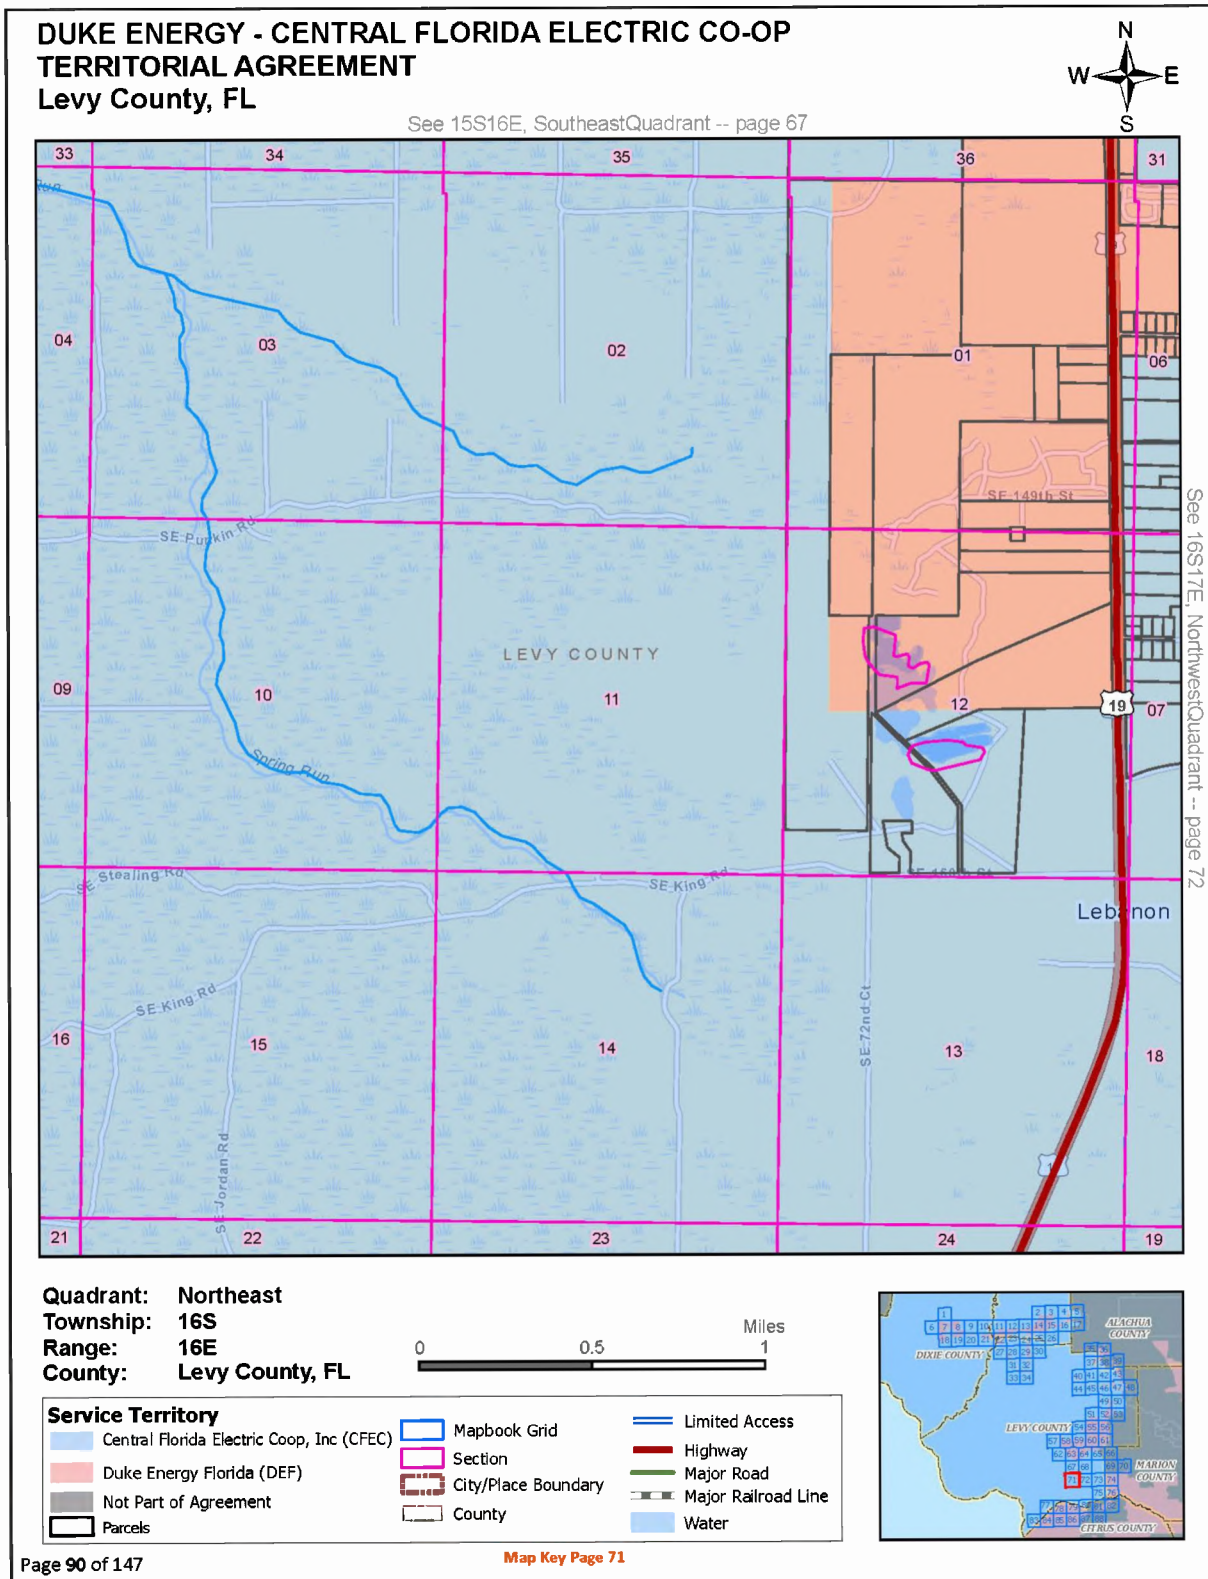 DUKE ENERGY - CENTRAL FLORIDA ELECTRIC CO-OP
TERRITORIAL AGREEMENT
Levy County, FL
N
W E
S
See 15S16E, SoutheastQuadrant -- page 67
33 34 35 36 31
Run
04 03 02 01 06
SE 149th St
SE Purkin Rd
See 16S17E, NorthwestQuadrant -- page 72
LEVY COUNTY
09 10 11 12 19 07
Spring Run
SE Stealing Rd
SE King Rd
Lebanon
SE King Rd
SE 72nd Ct
16 15 14 13 18
SE Jordan Rd
21 22 23 24 19
Quadrant: Northeast
Township: 16S
Range: 16E
County: Levy County, FL
Miles
0 0.5 1
Service Territory
Central Florida Electric Coop, Inc (CFEC)
Duke Energy Florida (DEF)
Not Part of Agreement
Parcels
Mapbook Grid
Section
City/Place Boundary
County
Limited Access
Highway
Major Road
Major Railroad Line
Water
ALACHUA
COUNTY
DIXIE COUNTY
LEVY COUNTY
MARION
COUNTY
CITRUS COUNTY
71 72 73 74
Page 90 of 147
Map Key Page 71